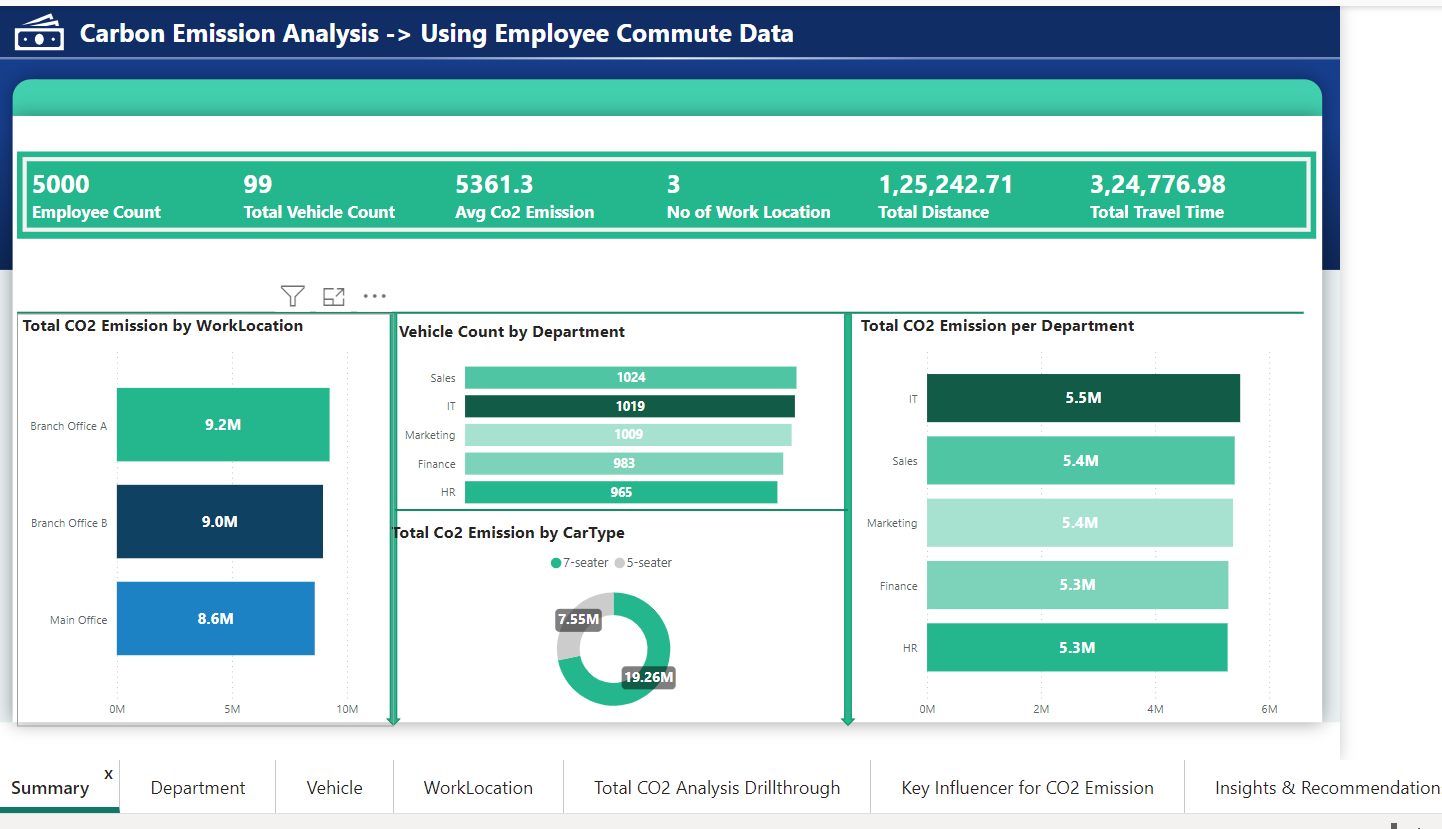 Carbon Emission Analysis -> Using Employee Commute Data
5000
Employee Count
99
Total Vehicle Count
5361.3
Avg Co2 Emission
3
No of Work Location
1,25,242.71
Total Distance
3,24,776.98
Total Travel Time
Total CO2 Emission by WorkLocation
Branch Office A
9.2M
Branch Office B
9.0M
Main Office
8.6M
0M 5M 10M
Vehicle Count by Department
Sales 1024
IT 1019
Marketing 1009
Finance 983
HR 965
Total Co2 Emission by CarType
7-seater 5-seater
7.55M
19.26M
Total CO2 Emission per Department
IT 5.5M
Sales 5.4M
Marketing 5.4M
Finance 5.3M
HR 5.3M
0M 2M 4M 6M
Summary x Department Vehicle WorkLocation Total CO2 Analysis Drillthrough Key Influencer for CO2 Emission Insights & Recommendation